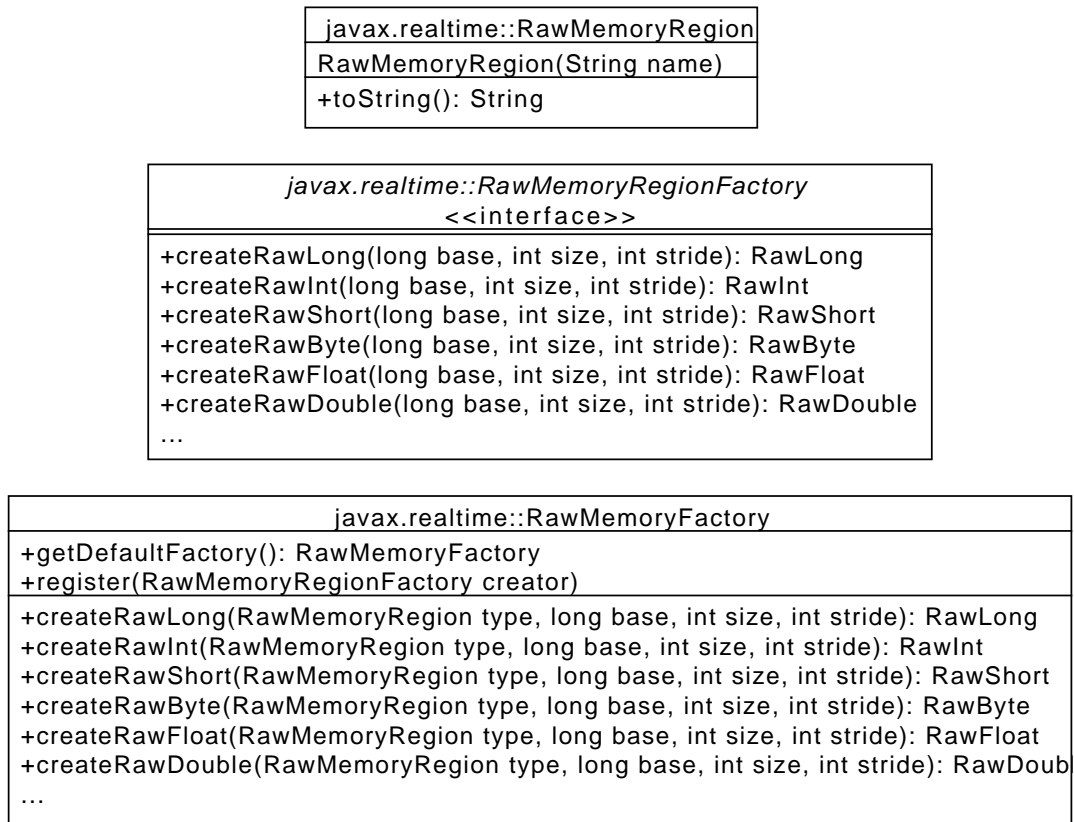 javax.realtime::RawMemoryRegion
RawMemoryRegion(String name)
+toString(): String
javax.realtime::RawMemoryRegionFactory
<<interface>>
+createRawLong(long base, int size, int stride): RawLong
+createRawInt(long base, int size, int stride): RawInt
+createRawShort(long base, int size, int stride): RawShort
+createRawByte(long base, int size, int stride): RawByte
+createRawFloat(long base, int size, int stride): RawFloat
+createRawDouble(long base, int size, int stride): RawDouble
...
javax.realtime::RawMemoryFactory
+getDefaultFactory(): RawMemoryFactory
+register(RawMemoryRegionFactory creator)
+createRawLong(RawMemoryRegion type, long base, int size, int stride): RawLong
+createRawInt(RawMemoryRegion type, long base, int size, int stride): RawInt
+createRawShort(RawMemoryRegion type, long base, int size, int stride): RawShort
+createRawByte(RawMemoryRegion type, long base, int size, int stride): RawByte
+createRawFloat(RawMemoryRegion type, long base, int size, int stride): RawFloat
+createRawDouble(RawMemoryRegion type, long base, int size, int stride): RawDoubl
...